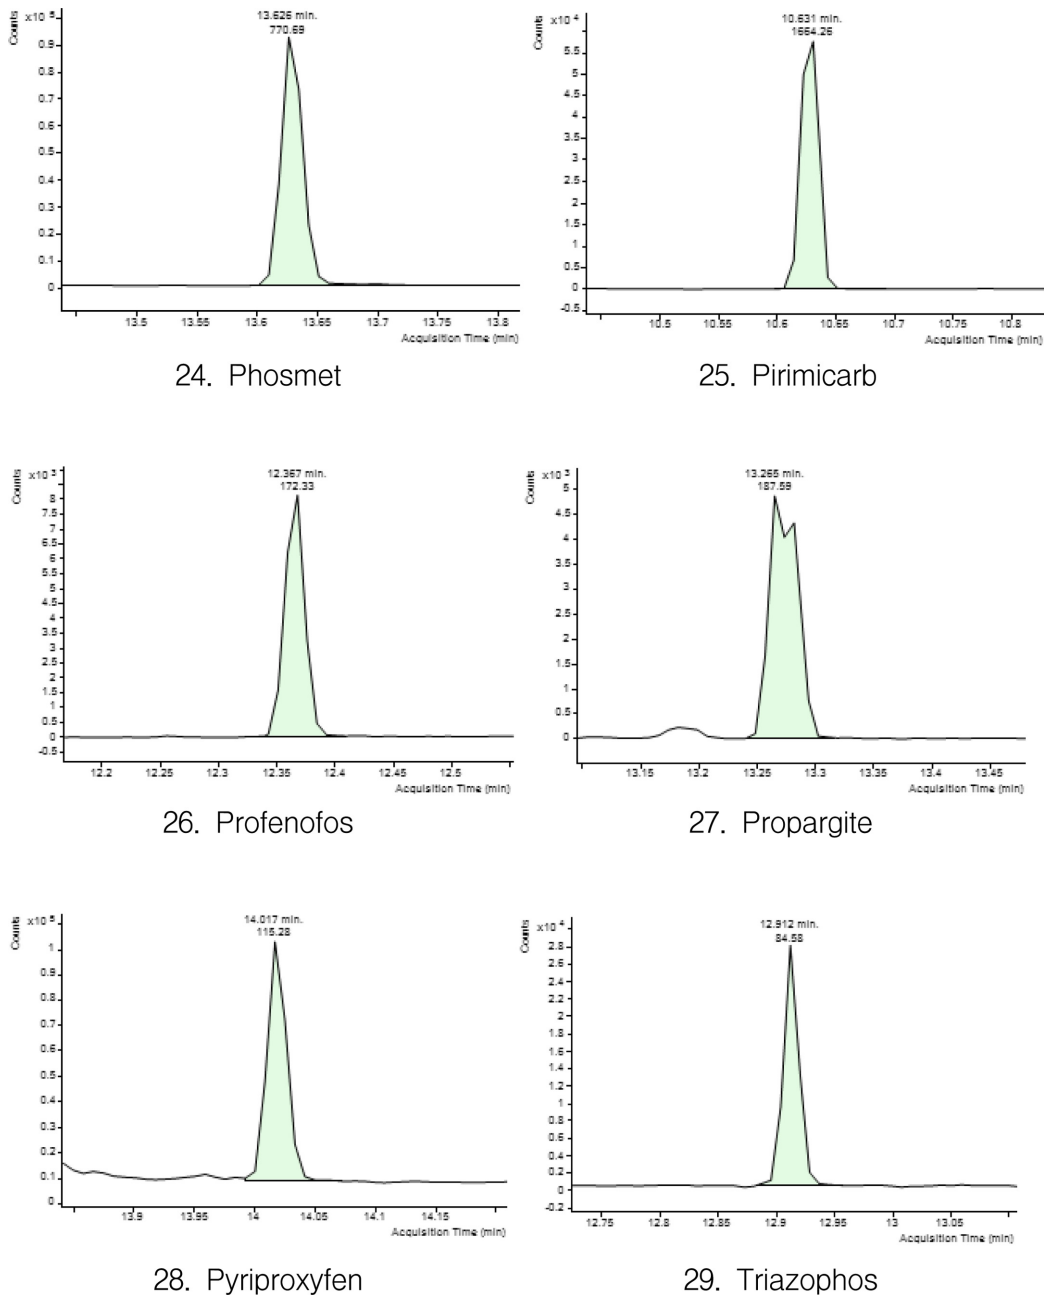 Counts
x10 5
13.626 min.
770.69
0.9
0.8
0.7
0.6
0.5
0.4
0.3
0.2
0.1
0
13.5 13.55 13.6 13.65 13.7 13.75 13.8
Acquisition Time (min)
24. Phosmet
Counts
x10 4
10.631 min.
1664.26
5.5
5
4.5
4
3.5
3
2.5
2
1.5
1
0.5
0
-0.5
10.5 10.55 10.6 10.65 10.7 10.75 10.8
Acquisition Time (min)
25. Pirimicarb
Counts
x10 3
12.367 min.
172.33
8
7.5
7
6.5
6
5.5
5
4.5
4
3.5
3
2.5
2
1.5
1
0.5
0
-0.5
12.2 12.25 12.3 12.35 12.4 12.45 12.5
Acquisition Time (min)
26. Profenofos
Counts
x10 3
13.265 min.
187.59
5
4.5
4
3.5
3
2.5
2
1.5
1
0.5
0
13.15 13.2 13.25 13.3 13.35 13.4 13.45
Acquisition Time (min)
27. Propargite
Counts
x10 5
14.017 min.
115.28
1
0.9
0.8
0.7
0.6
0.5
0.4
0.3
0.2
0.1
0
13.9 13.95 14 14.05 14.1 14.15
Acquisition Time (min)
28. Pyriproxyfen
Counts
x10 4
12.912 min.
84.58
2.8
2.6
2.4
2.2
2
1.8
1.6
1.4
1.2
1
0.8
0.6
0.4
0.2
0
-0.2
12.75 12.8 12.85 12.9 12.95 13 13.05
Acquisition Time (min)
29. Triazophos